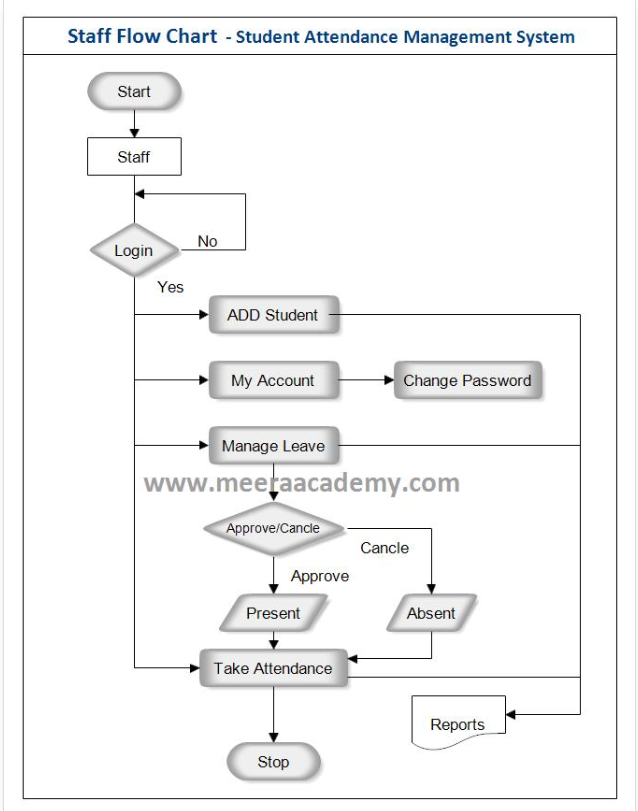 Staff Flow Chart - Student Attendance Management System
Start
Staff
Login
No
Yes
ADD Student
My Account
Change Password
Manage Leave
www.meeraacademy.com
Approve/Cancle
Cancle
Approve
Present
Absent
Take Attendance
Reports
Stop